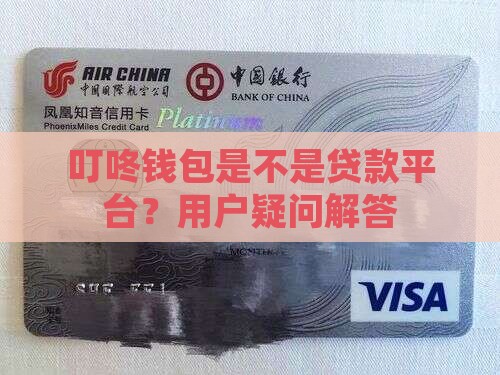 AIR CHINA
中国国际航空公司
中国银行
BANK OF CHINA
凤凰知音信用卡
PhoenixMiles Credit Card
Platinum
叮咚钱包是不是贷款平
台？用户疑问解答
VISA